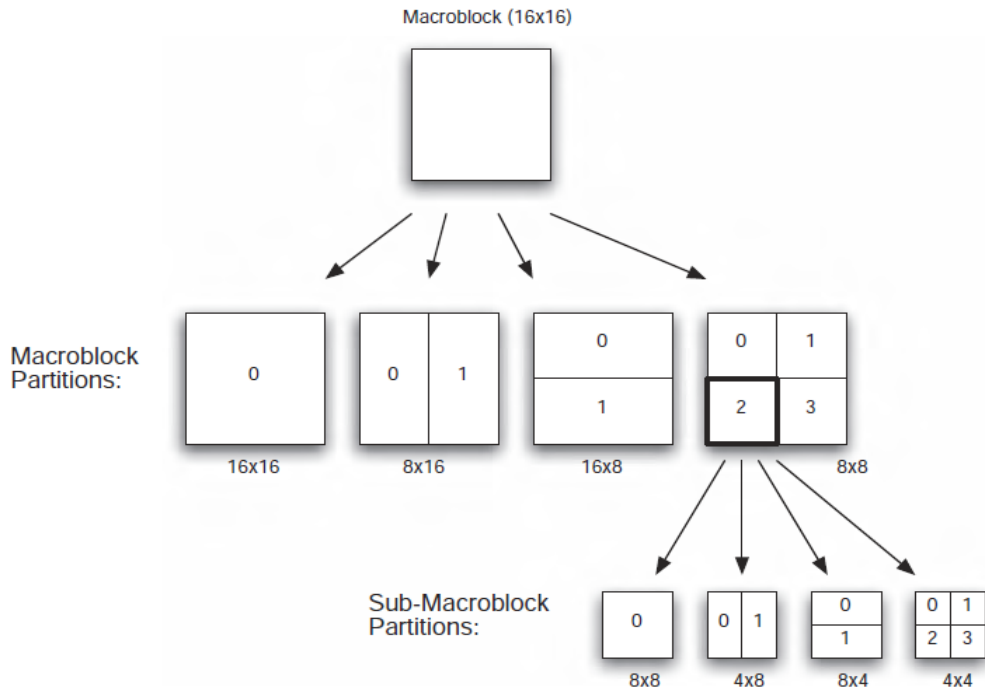 Macroblock (16x16)
Macroblock
Partitions:
0
0 1
0
1
0 1
2 3
16x16
8x16
16x8
8x8
Sub-Macroblock
Partitions:
0
0 1
0
1
0 1
2 3
8x8
4x8
8x4
4x4